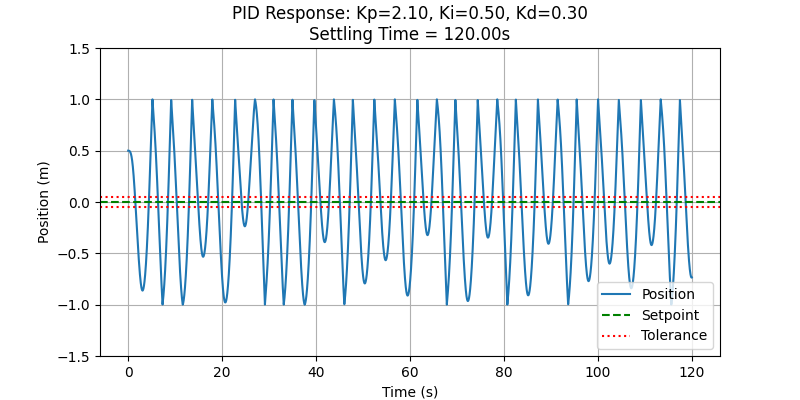 PID Response: Kp=2.10, Ki=0.50, Kd=0.30
Settling Time = 120.00s
1.5
1.0
0.5
0.0
−0.5
−1.0
−1.5
Position (m)
Position
Setpoint
Tolerance
0
20
40
60
80
100
120
Time (s)